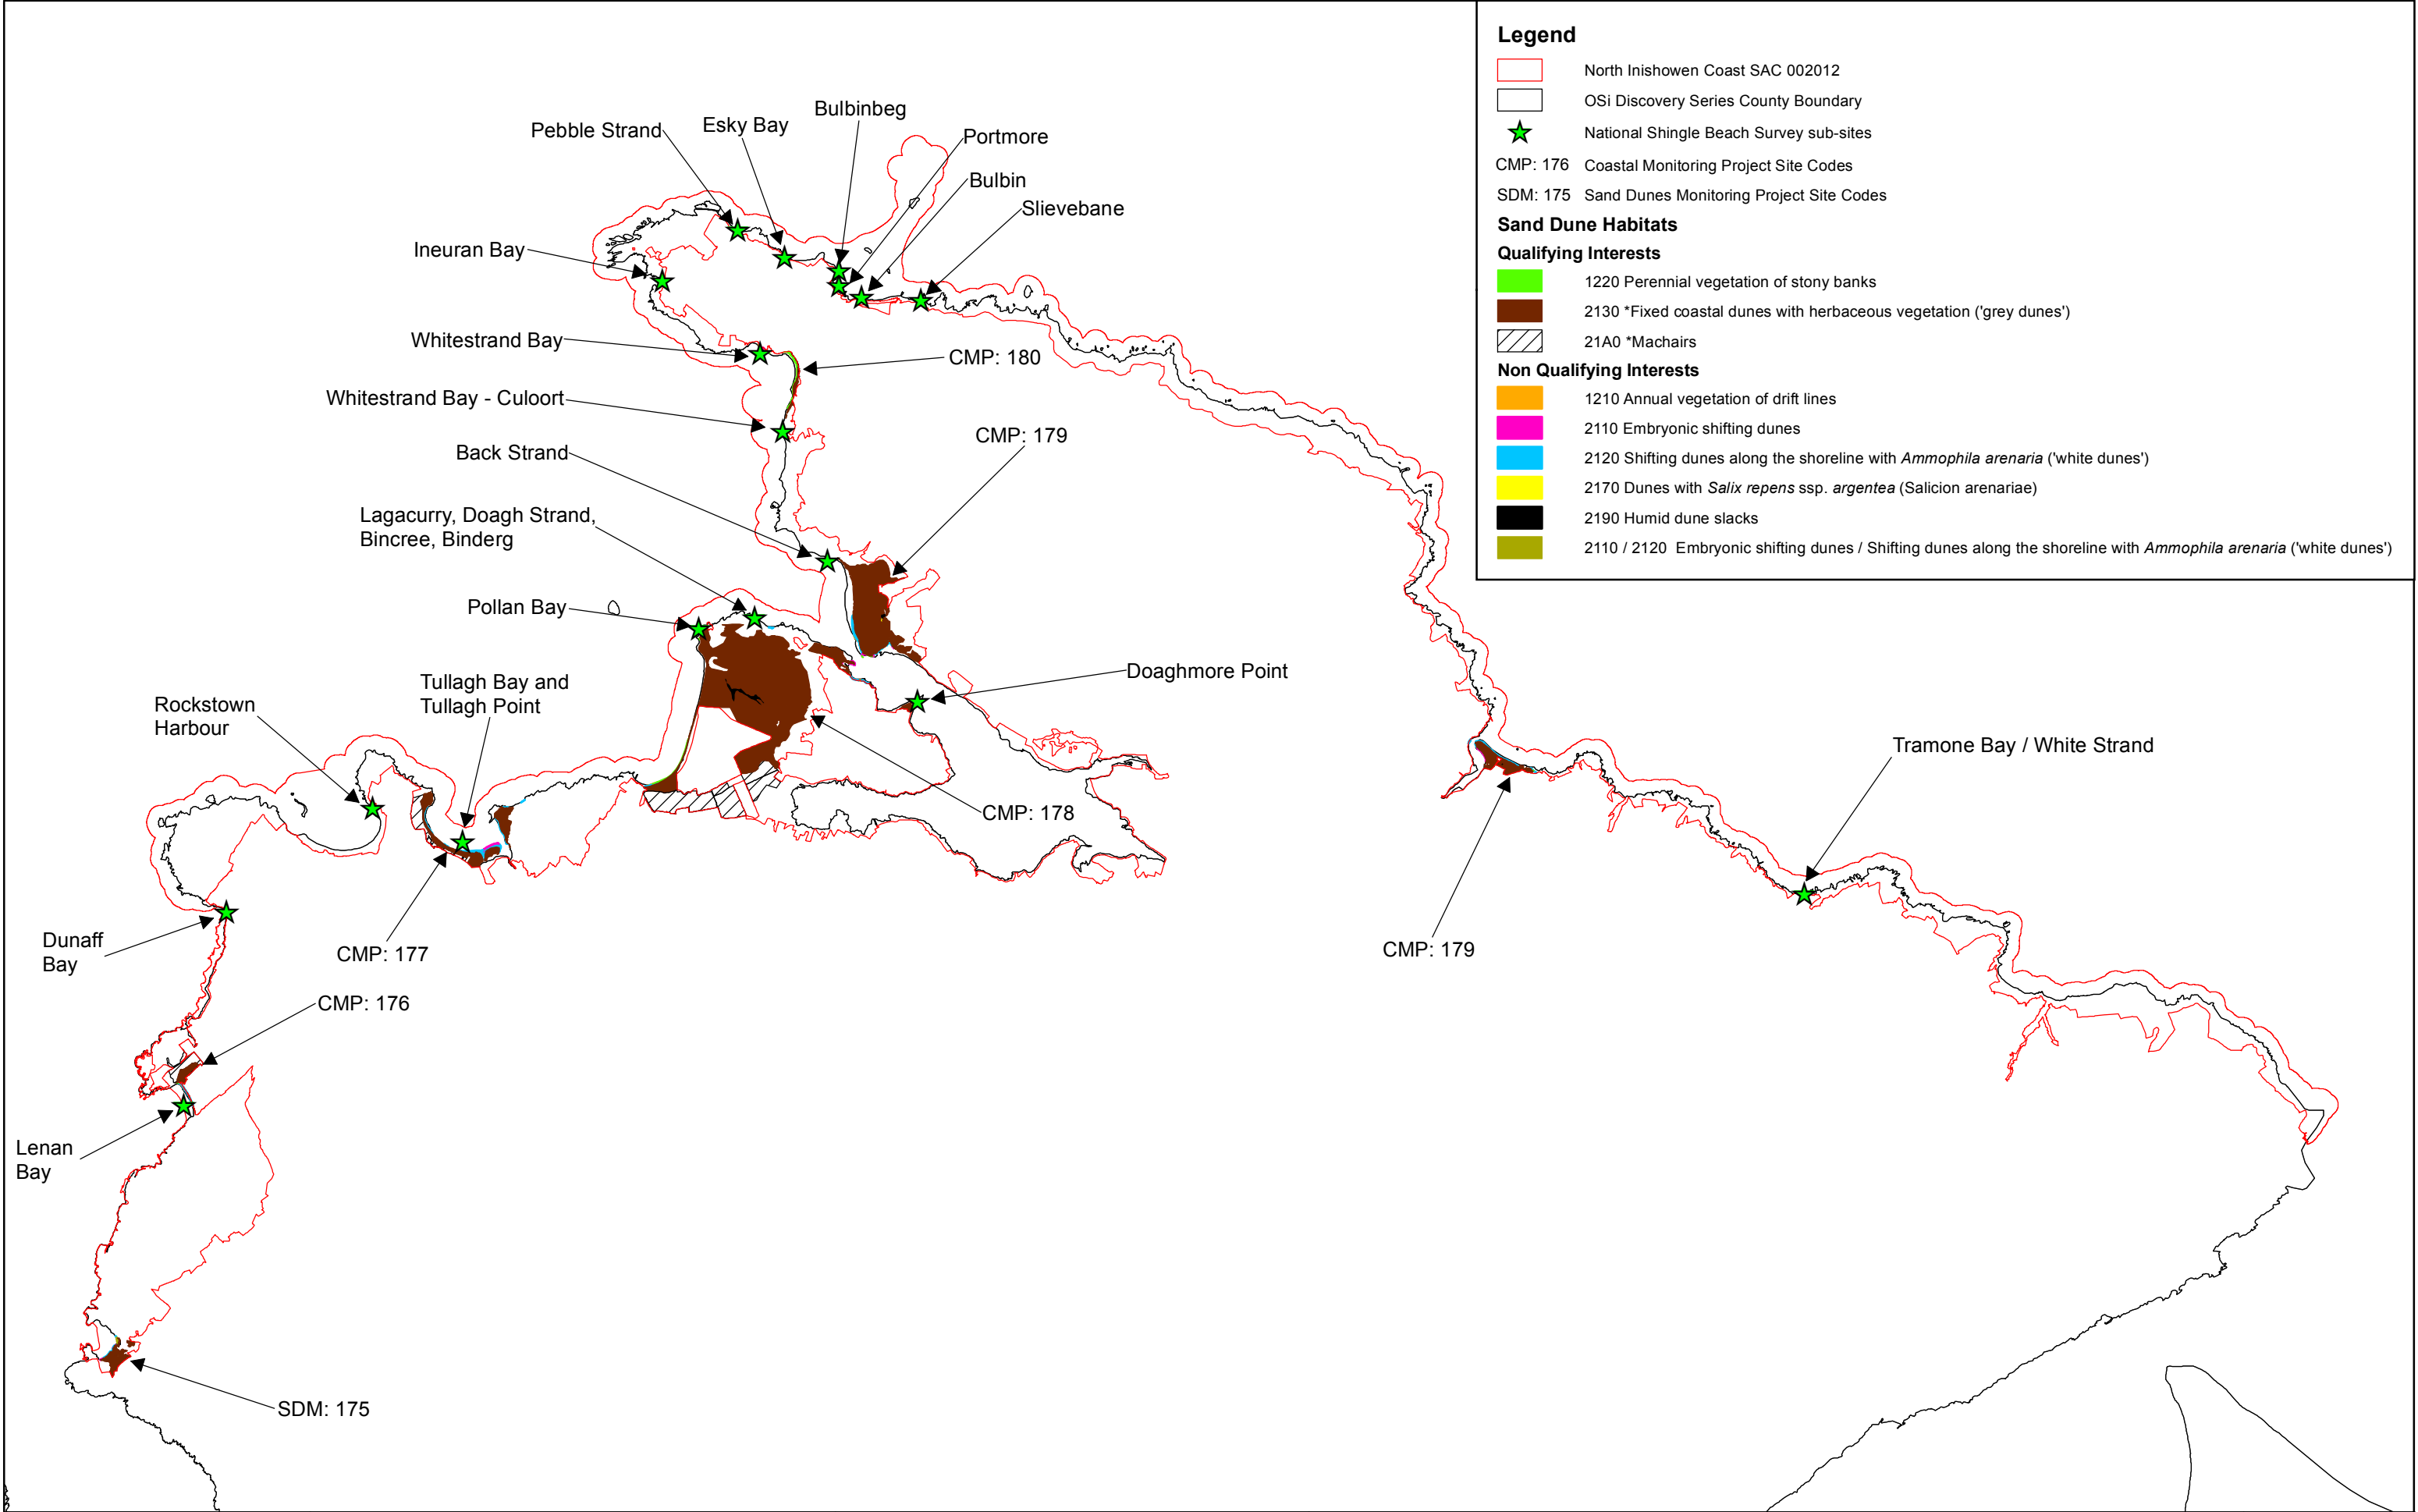 Legend
North Inishowen Coast SAC 002012
OSi Discovery Series County Boundary
National Shingle Beach Survey sub-sites
CMP: 176 Coastal Monitoring Project Site Codes
SDM: 175 Sand Dunes Monitoring Project Site Codes
Sand Dune Habitats
Qualifying Interests
1220 Perennial vegetation of stony banks
2130 *Fixed coastal dunes with herbaceous vegetation ('grey dunes')
21A0 *Machairs
Non Qualifying Interests
1210 Annual vegetation of drift lines
2110 Embryonic shifting dunes
2120 Shifting dunes along the shoreline with Ammophila arenaria ('white dunes')
2170 Dunes with Salix repens ssp. argentea (Salicion arenariae)
2190 Humid dune slacks
2110 / 2120 Embryonic shifting dunes / Shifting dunes along the shoreline with Ammophila arenaria ('white dunes')
Bulbinbeg
Esky Bay
Pebble Strand
Portmore
Bulbin
Slievebane
Ineuran Bay
Whitestrand Bay
CMP: 180
Whitestrand Bay - Culoort
CMP: 179
Back Strand
Lagacurry, Doagh Strand,
Bincree, Binderg
Pollan Bay
Doaghmore Point
Tullagh Bay and
Tullagh Point
Rockstown
Harbour
Tramone Bay / White Strand
CMP: 178
Dunaff
Bay
CMP: 177
CMP: 179
CMP: 176
Lenan
Bay
SDM: 175